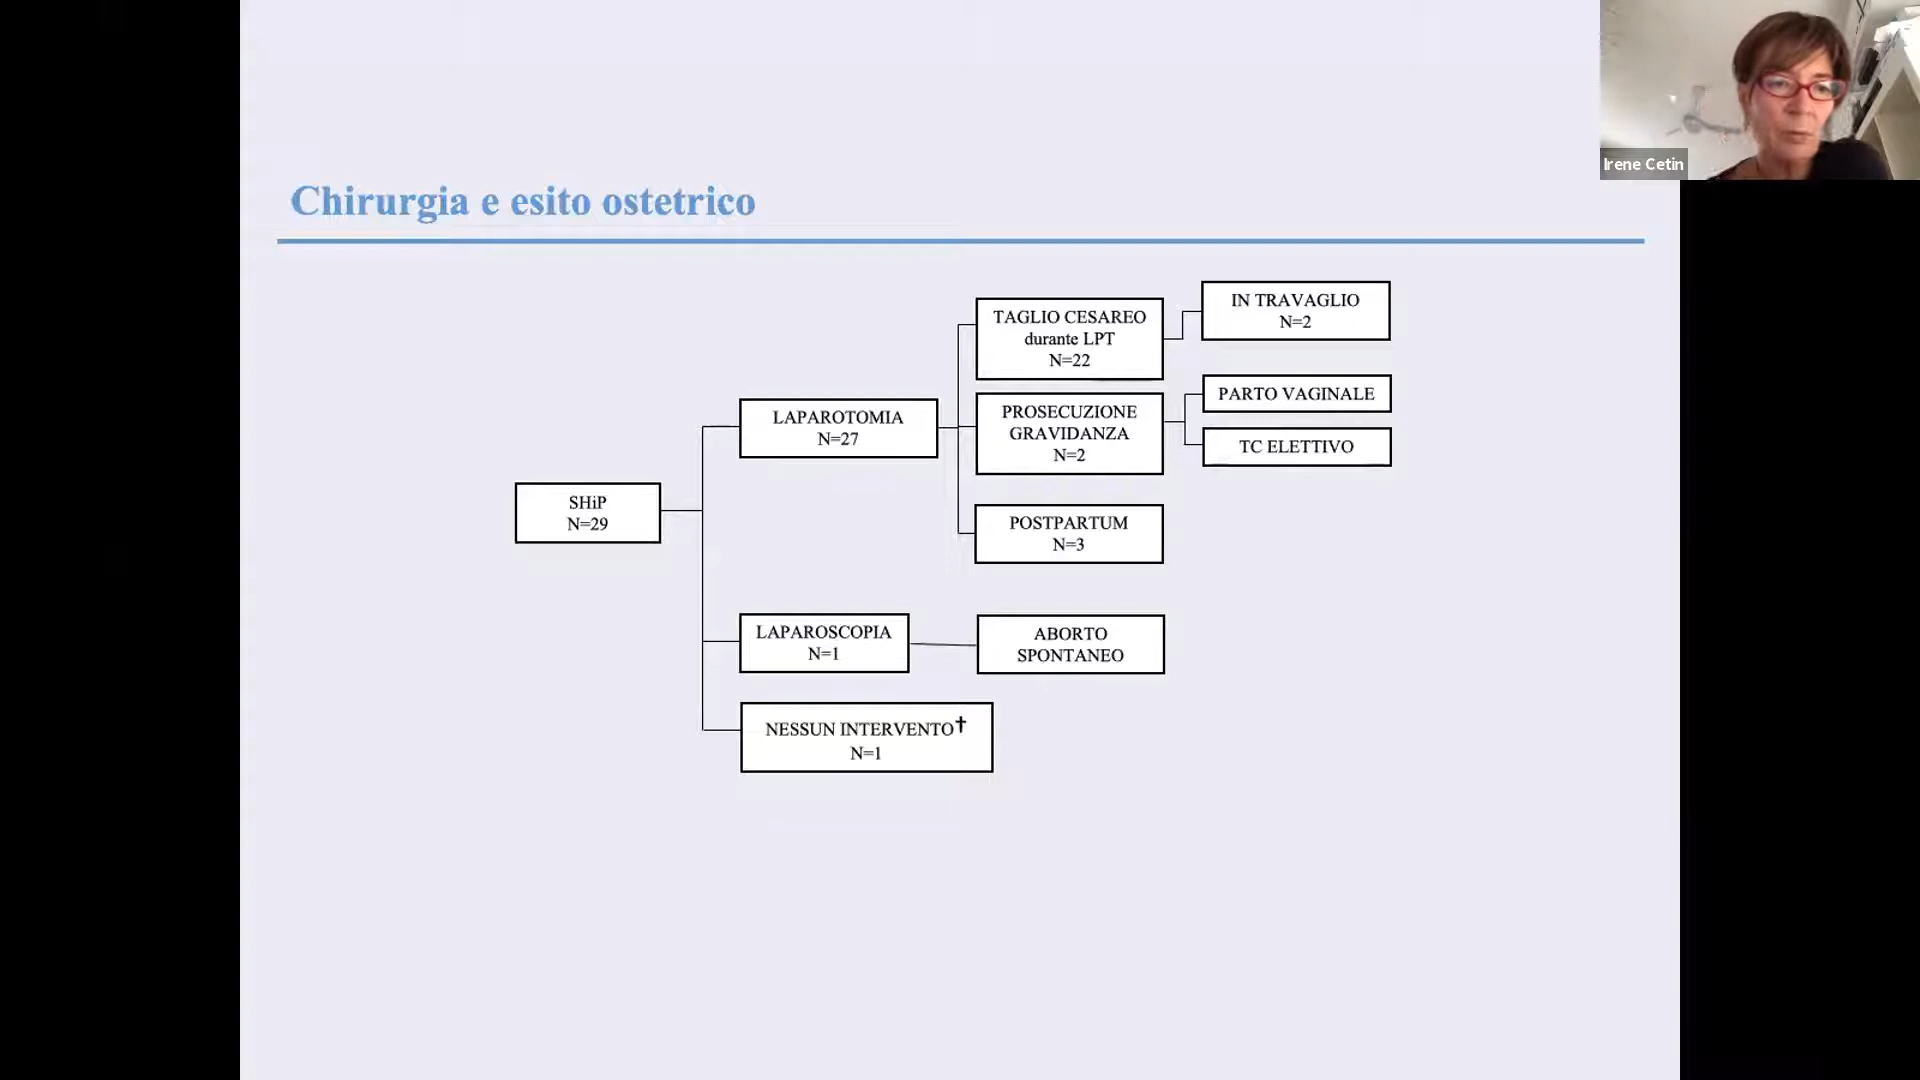 Irene Cetin
Chirurgia e esito ostetrico
IN TRAVAGLIO
N=2
TAGLIO CESAREO
durante LPT
N=22
PARTO VAGINALE
PROSECUZIONE
GRAVIDANZA
N=2
LAPAROTOMIA
N=27
TC ELETTIVO
SHiP
N=29
POSTPARTUM
N=3
LAPAROSCOPIA
N=1
ABORTO
SPONTANEO
NESSUN INTERVENTO✝
N=1